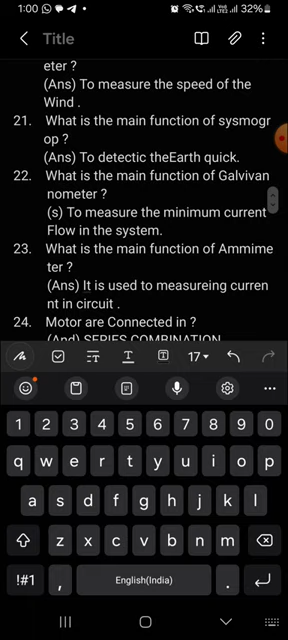 1:00
32%
Title
eter ?
(Ans) To measure the speed of the
Wind .
21. What is the main function of sysmogr
op ?
(Ans) To detectic theEarth quick.
22. What is the main function of Galvivan
nometer ?
(s) To measure the minimum current
Flow in the system.
23. What is the main function of Ammime
ter ?
(Ans) It is used to measureing curren
nt in circuit .
24. Motor are Connected in ?
(And) SERIES COMBINATION
T T 17
1 2 3 4 5 6 7 8 9 0
q w e r t y u i o p
a s d f g h j k l
z x c v b n m
!#1 , English(India) .